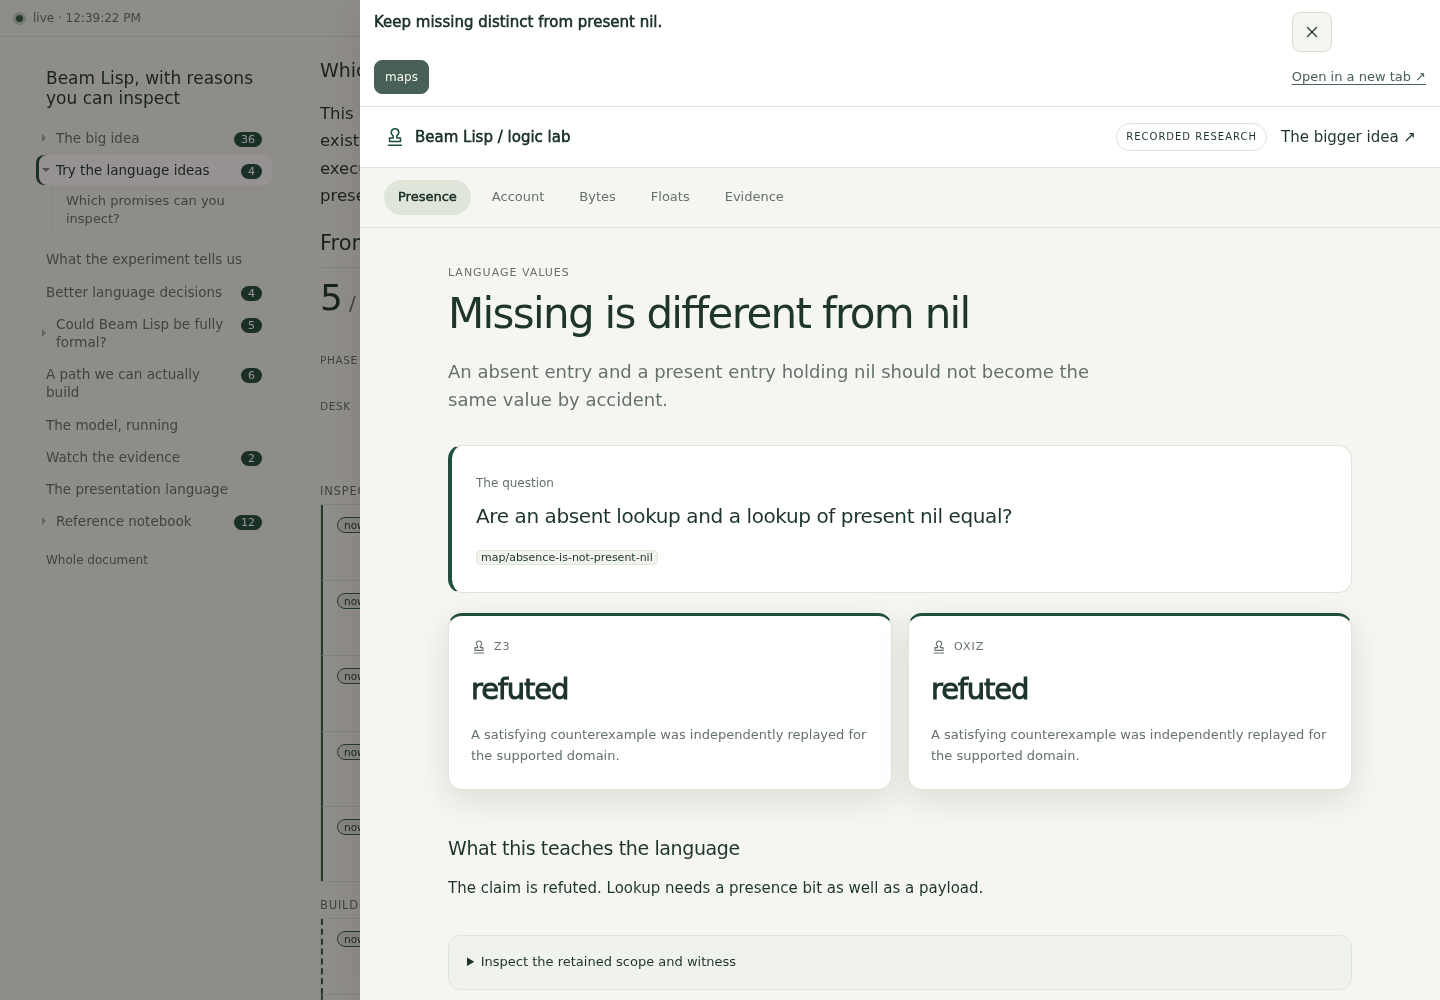 live · 12:39:22 PM
Beam Lisp, with reasons
you can inspect
The big idea 36
Try the language ideas 4
Which promises can you
inspect?
What the experiment tells us
Better language decisions 4
Could Beam Lisp be fully
formal? 5
A path we can actually
build 6
The model, running
Watch the evidence 2
The presentation language
Reference notebook 12
Whole document
This
5 /
PHASE
DESK
BUILD
Keep missing distinct from present nil.
maps
Open in a new tab ↗
Beam Lisp / logic lab
RECORDED RESEARCH
The bigger idea ↗
Presence Account Bytes Floats Evidence
LANGUAGE VALUES
Missing is different from nil
An absent entry and a present entry holding nil should not become the
same value by accident.
The question
Are an absent lookup and a lookup of present nil equal?
map/absence-is-not-present-nil
Z3
refuted
A satisfying counterexample was independently replayed for
the supported domain.
OXIZ
refuted
A satisfying counterexample was independently replayed for
the supported domain.
What this teaches the language
The claim is refuted. Lookup needs a presence bit as well as a payload.
Inspect the retained scope and witness